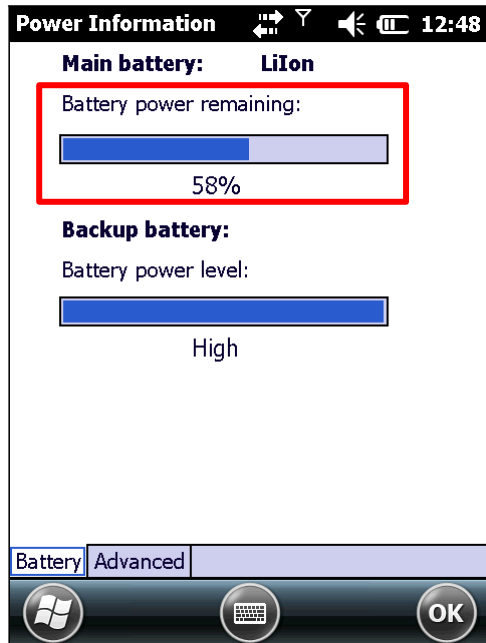 Power Information 12:48
Main battery: LiIon
Battery power remaining:
58%
Backup battery:
Battery power level:
High
Battery Advanced
OK